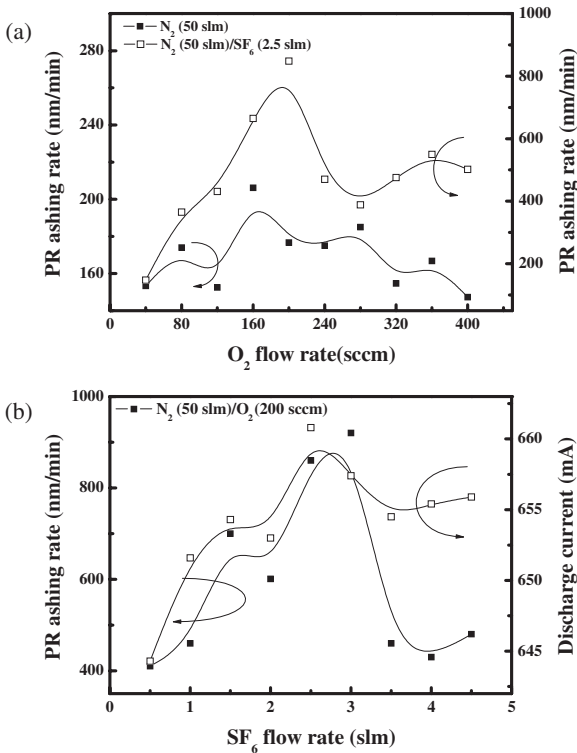 (a)
N2 (50 slm)
N2 (50 slm)/SF6 (2.5 slm)
PR ashing rate (nm/min)
280
240
200
160
1000
800
600
400
200
PR ashing rate (nm/min)
0 80 160 240 320 400
O2 flow rate(sccm)
(b)
N2 (50 slm)/O2 (200 sccm)
PR ashing rate (nm/min)
1000
800
600
400
660
655
650
645
Discharge current (mA)
0 1 2 3 4 5
SF6 flow rate (slm)